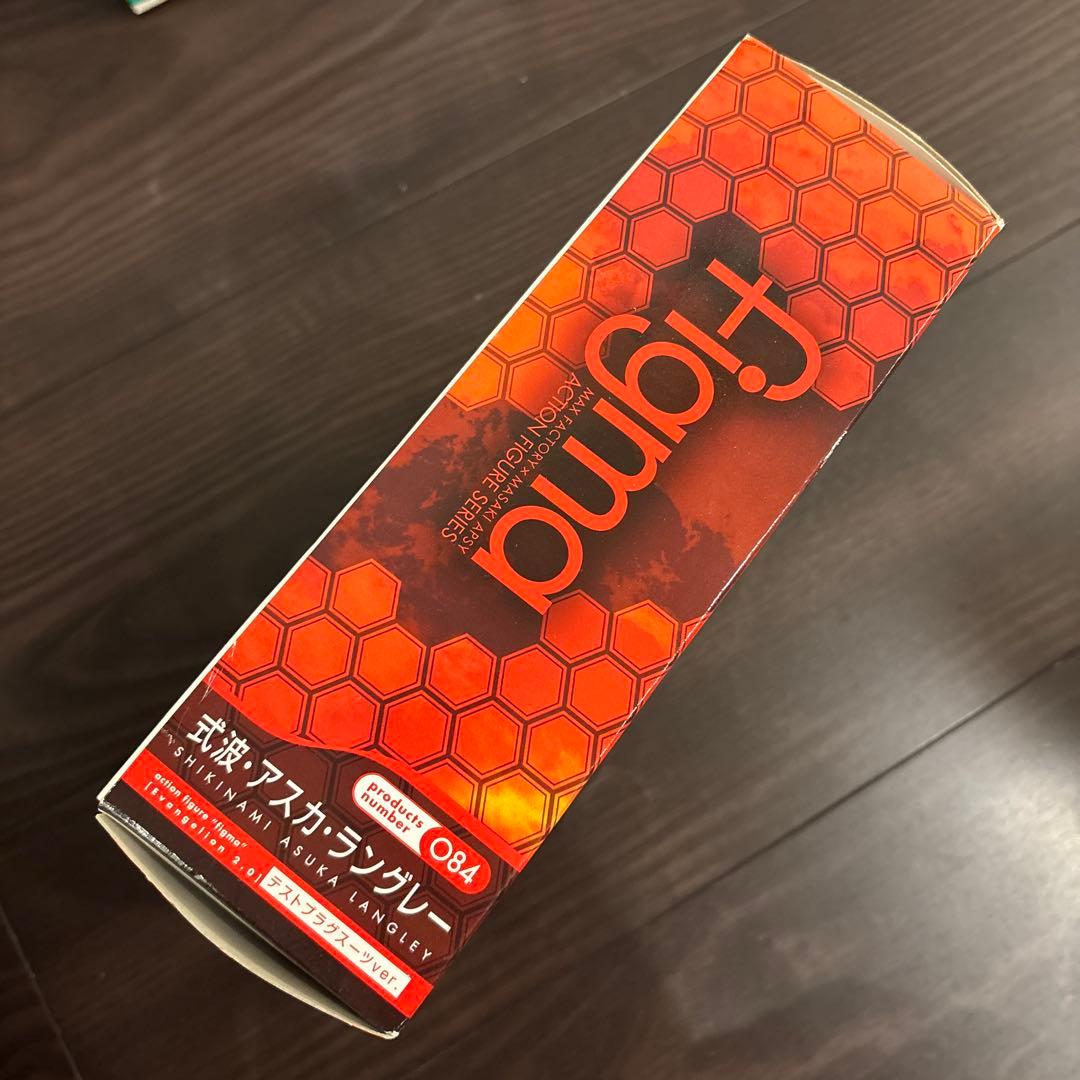 figma
MAX FACTORY × MASAKI APSY
ACTION FIGURE SERIES
products
number
084
式波・アスカ・ラングレー
SHIKINAMI ASUKA LANGLEY
action figure "figma"
[Evangelion 2.0]
テストプラグスーツver.